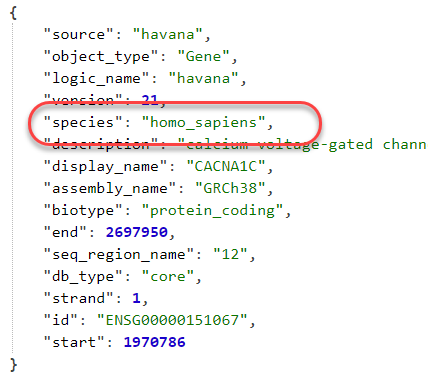 {
"source": "havana",
"object_type": "Gene",
"logic_name": "havana",
"version": 21,
"species": "homo_sapiens",
"description": "calcium voltage-gated chann
"display_name": "CACNA1C",
"assembly_name": "GRCh38",
"biotype": "protein_coding",
"end": 2697950,
"seq_region_name": "12",
"db_type": "core",
"strand": 1,
"id": "ENSG00000151067",
"start": 1970786
}